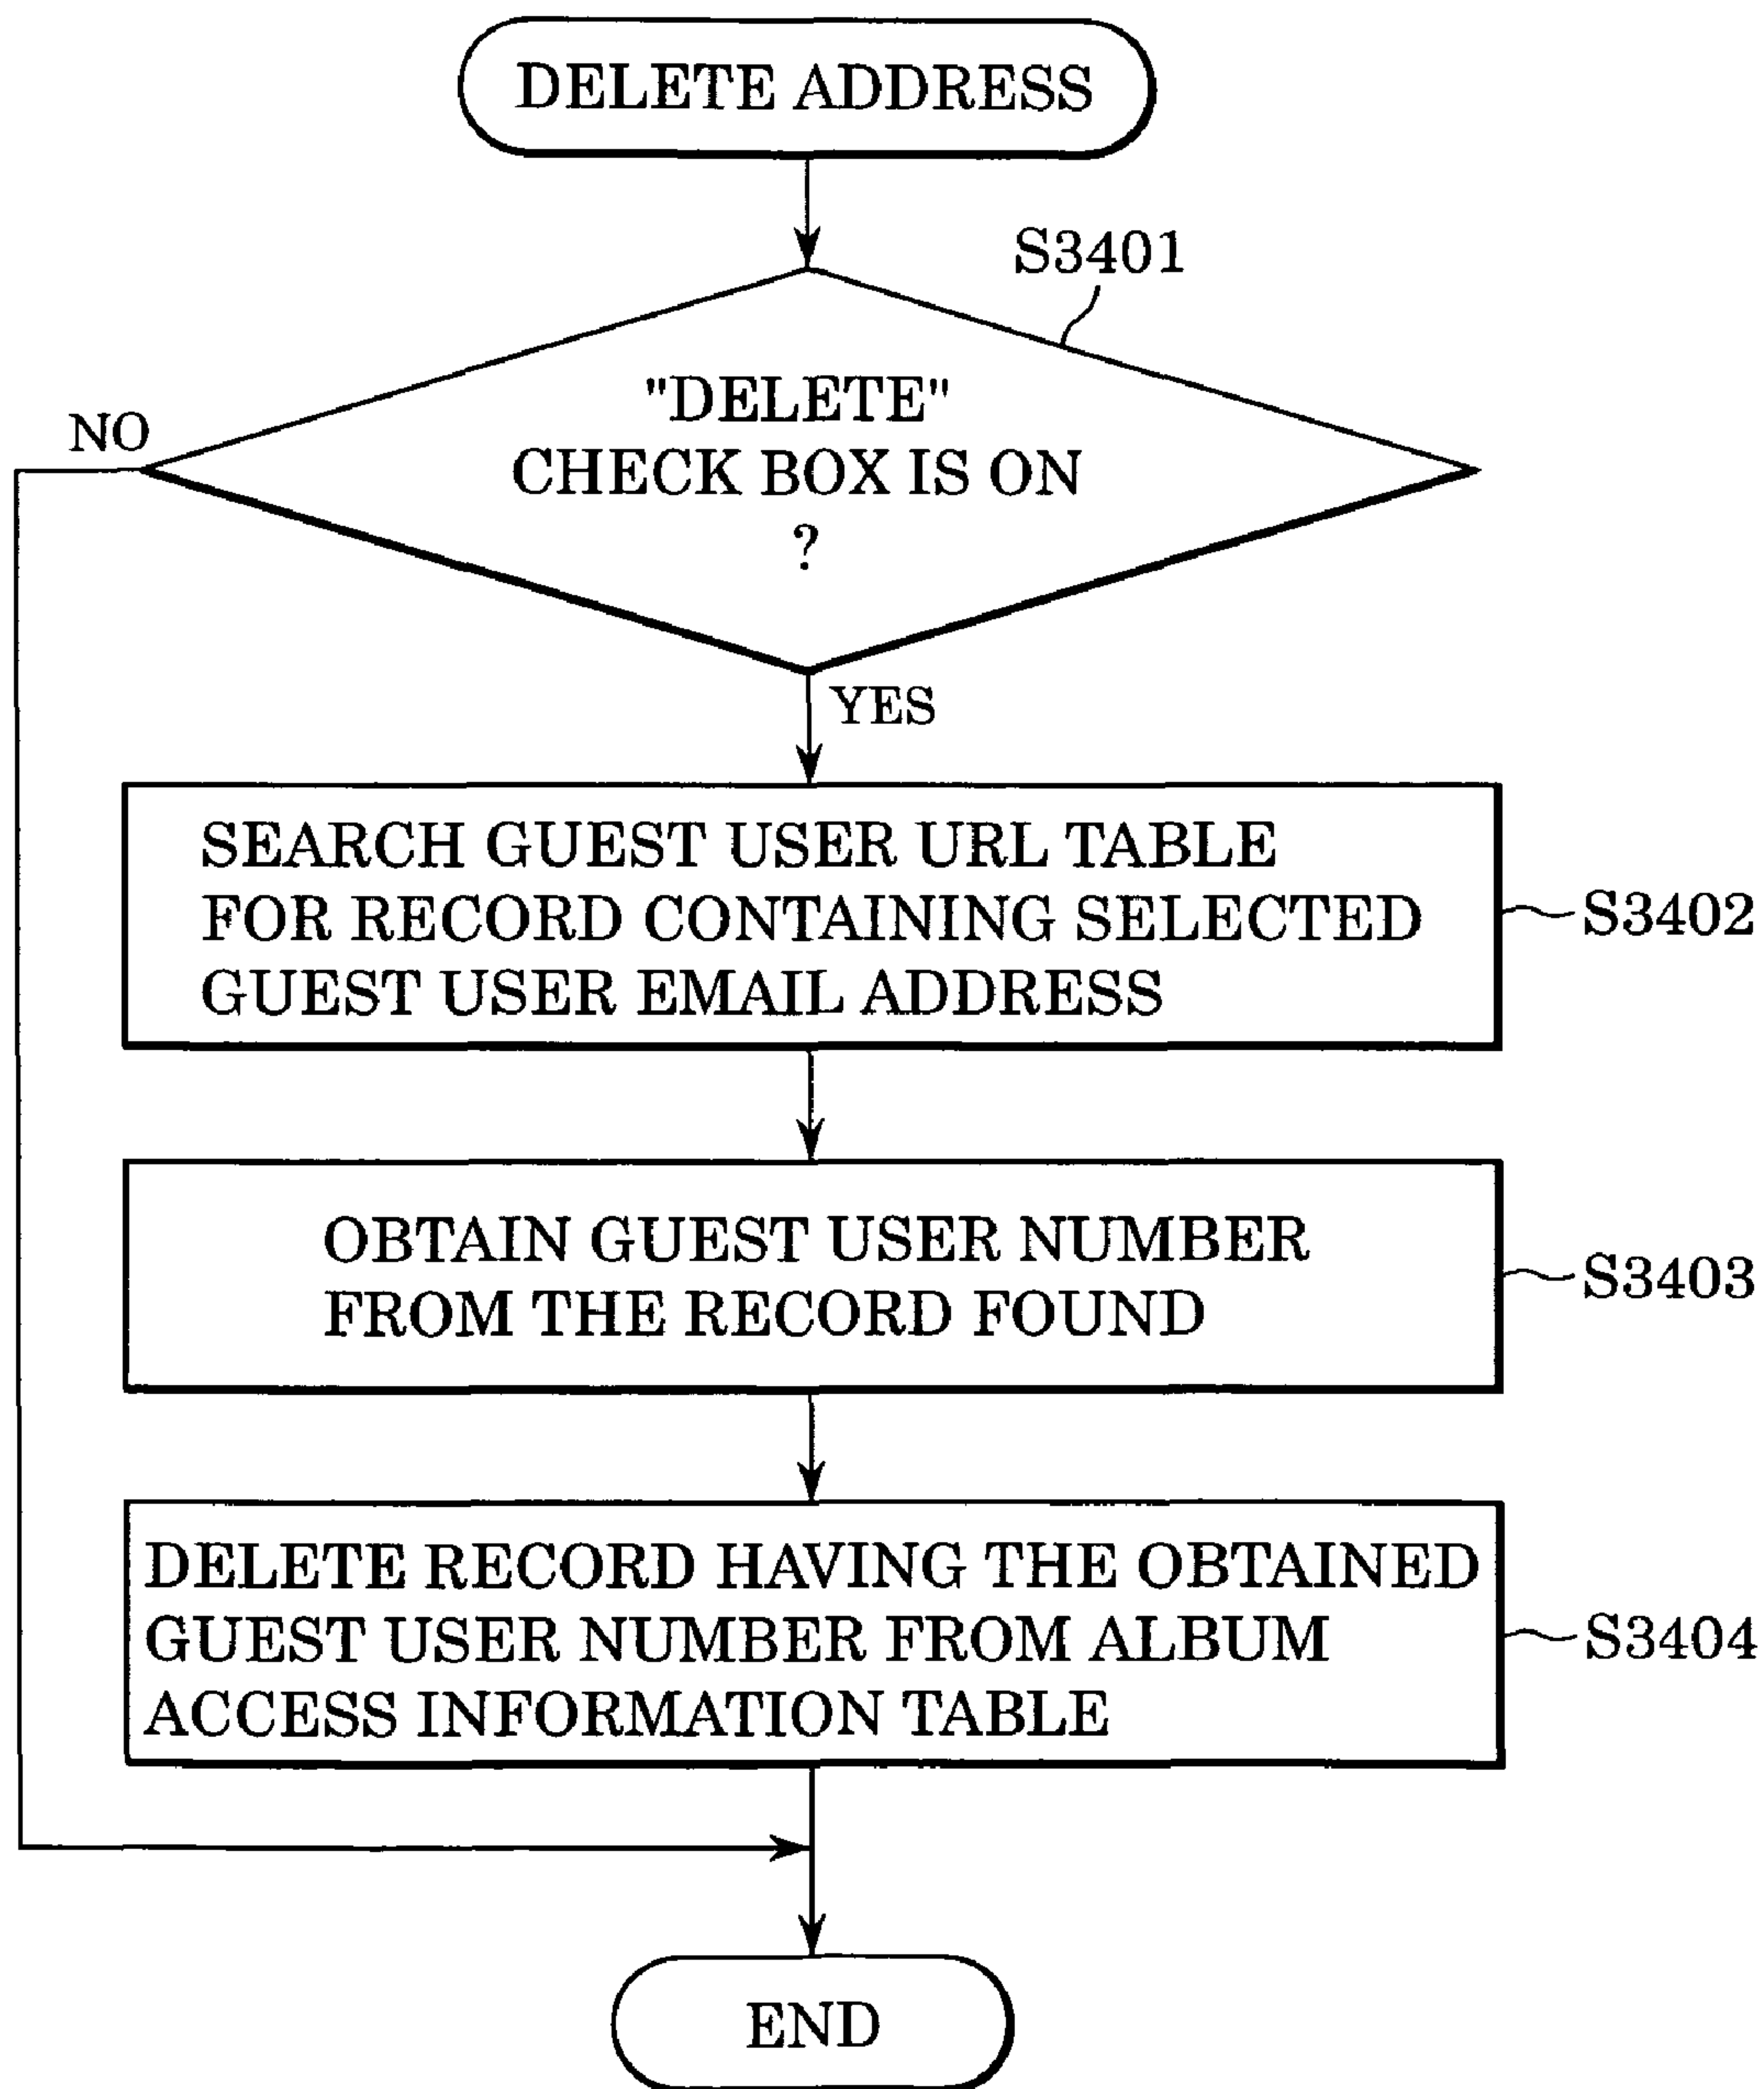 DELETE ADDRESS
S3401
"DELETE"
CHECK BOX IS ON
?
NO
YES
SEARCH GUEST USER URL TABLE
FOR RECORD CONTAINING SELECTED
GUEST USER EMAIL ADDRESS
S3402
OBTAIN GUEST USER NUMBER
FROM THE RECORD FOUND
S3403
DELETE RECORD HAVING THE OBTAINED
GUEST USER NUMBER FROM ALBUM
ACCESS INFORMATION TABLE
S3404
END